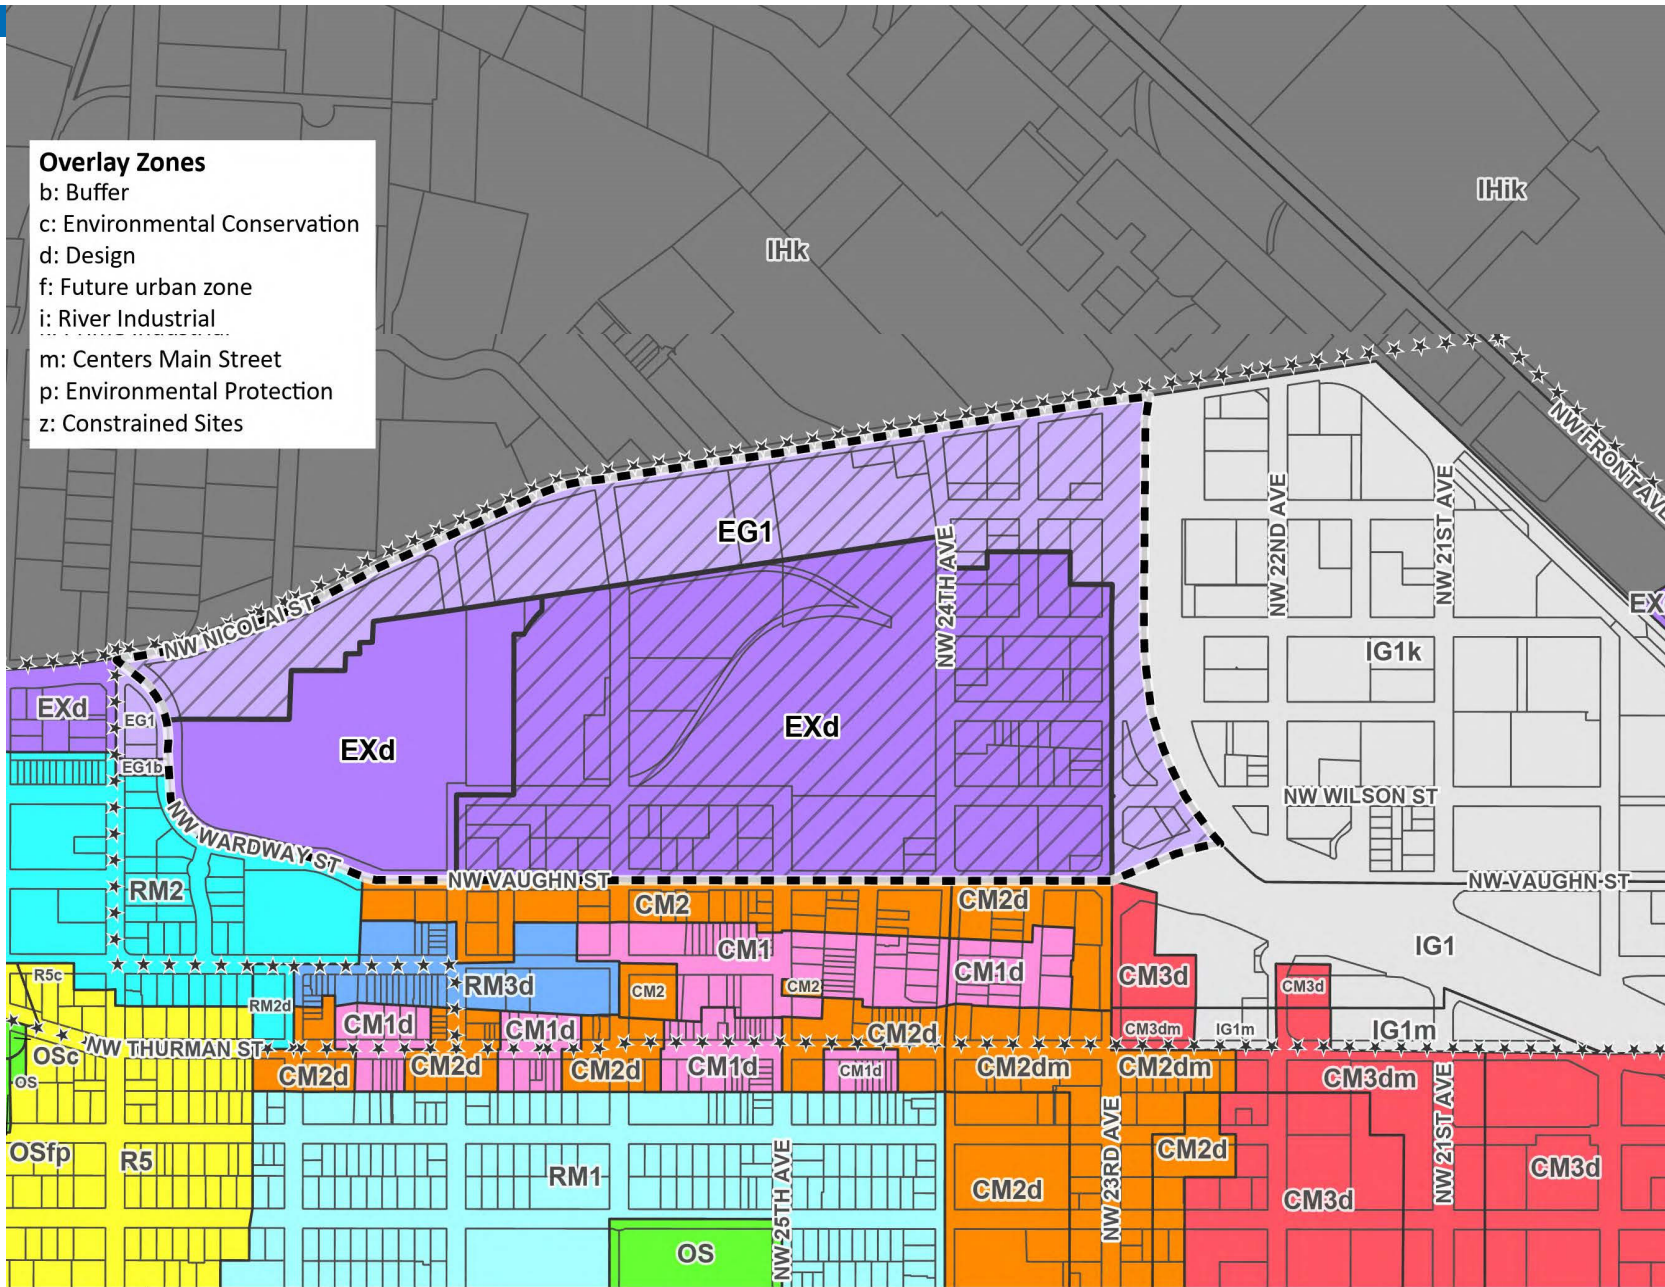 Overlay Zones
b: Buffer
c: Environmental Conservation
d: Design
f: Future urban zone
i: River Industrial
m: Centers Main Street
p: Environmental Protection
z: Constrained Sites
IHik
IHk
NW FRONT AVE
EG1
NW 24TH AVE
NW 22ND AVE
NW 21ST AVE
NW NICOLAI ST
EX
IG1k
EXd
EG1
EXd
EXd
EG1b
NW WILSON ST
NW WARDWAY ST
NW VAUGHN ST
NW VAUGHN ST
RM2
CM2
CM2d
CM1
IG1
R5c
RM3d
CM2
CM2
CM1d
CM3d
CM3d
RM2d
CM1d
CM1d
CM2d
CM3dm
IG1m
IG1m
OSc
NW THURMAN ST
OS
CM2d
CM2d
CM2d
CM1d
CM1d
CM2dm
CM2dm
CM3dm
NW 21ST AVE
OSfp
R5
RM1
NW 25TH AVE
NW 23RD AVE
CM2d
CM2d
CM3d
CM3d
OS